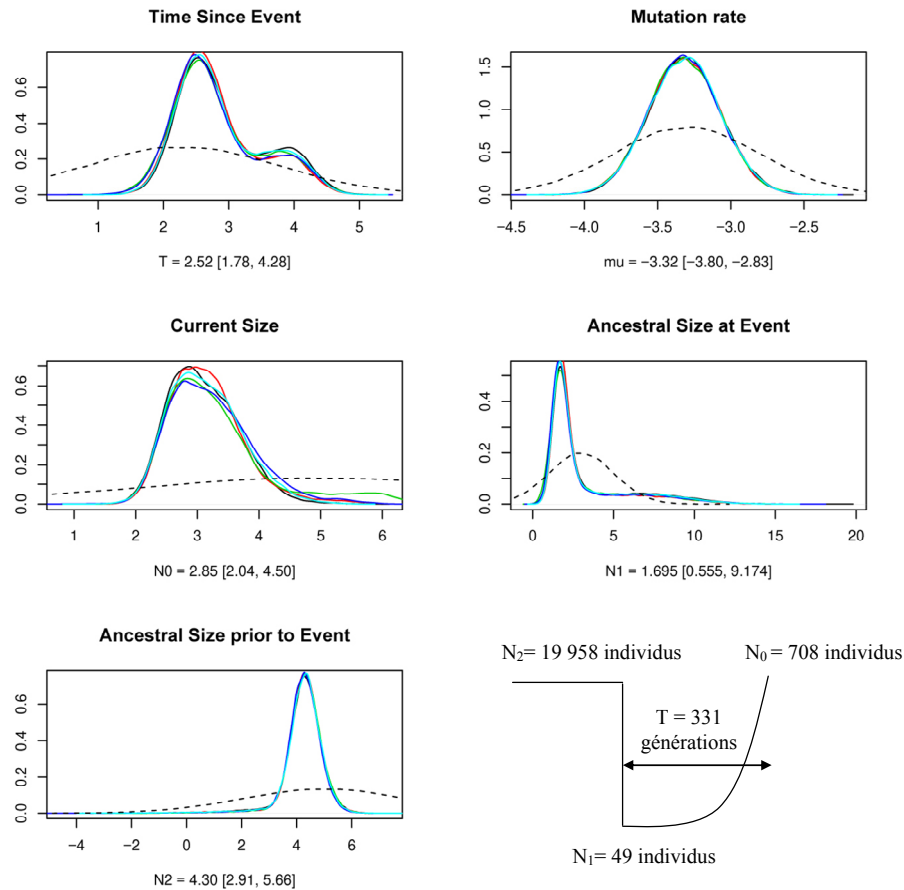 Time Since Event
0.0 0.2 0.4 0.6
1 2 3 4 5
T = 2.52 [1.78, 4.28]
Mutation rate
0.0 0.5 1.0 1.5
−4.5 −4.0 −3.5 −3.0 −2.5
mu = −3.32 [−3.80, −2.83]
Current Size
0.0 0.2 0.4 0.6
1 2 3 4 5 6
N0 = 2.85 [2.04, 4.50]
Ancestral Size at Event
0.0 0.2 0.4
0 5 10 15 20
N1 = 1.695 [0.555, 9.174]
Ancestral Size prior to Event
0.0 0.2 0.4 0.6
−4 −2 0 2 4 6
N2 = 4.30 [2.91, 5.66]
N₂= 19 958 individus
N₀ = 708 individus
T = 331
générations
N₁= 49 individus